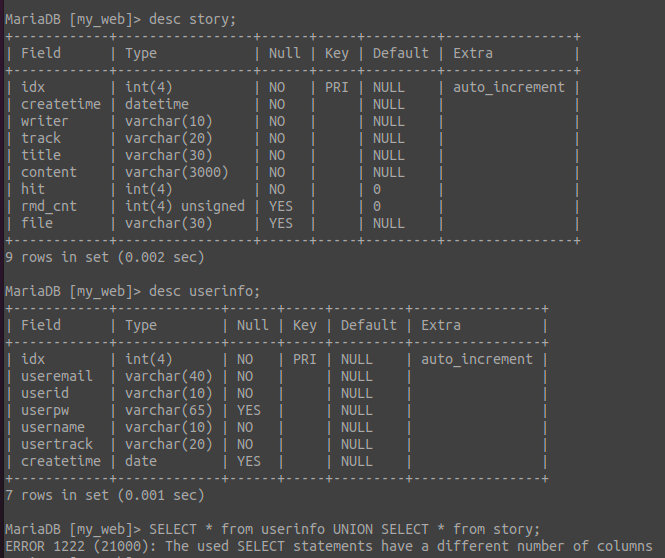 MariaDB [my_web]> desc story;
+------------+-----------------+------+-----+---------+----------------+
| Field      | Type            | Null | Key | Default | Extra          |
+------------+-----------------+------+-----+---------+----------------+
| idx        | int(4)          | NO   | PRI | NULL    | auto_increment |
| createtime | datetime        | NO   |     | NULL    |                |
| writer     | varchar(10)     | NO   |     | NULL    |                |
| track      | varchar(20)     | NO   |     | NULL    |                |
| title      | varchar(30)     | NO   |     | NULL    |                |
| content    | varchar(3000)   | NO   |     | NULL    |                |
| hit        | int(4)          | NO   |     | 0       |                |
| rmd_cnt    | int(4) unsigned | YES  |     | 0       |                |
| file       | varchar(30)     | YES  |     | NULL    |                |
+------------+-----------------+------+-----+---------+----------------+
9 rows in set (0.002 sec)
MariaDB [my_web]> desc userinfo;
+------------+-------------+------+-----+---------+----------------+
| Field      | Type        | Null | Key | Default | Extra          |
+------------+-------------+------+-----+---------+----------------+
| idx        | int(4)      | NO   | PRI | NULL    | auto_increment |
| useremail  | varchar(40) | NO   |     | NULL    |                |
| userid     | varchar(10) | NO   |     | NULL    |                |
| userpw     | varchar(65) | YES  |     | NULL    |                |
| username   | varchar(10) | NO   |     | NULL    |                |
| usertrack  | varchar(20) | NO   |     | NULL    |                |
| createtime | date        | YES  |     | NULL    |                |
+------------+-------------+------+-----+---------+----------------+
7 rows in set (0.001 sec)
MariaDB [my_web]> SELECT * from userinfo UNION SELECT * from story;
ERROR 1222 (21000): The used SELECT statements have a different number of columns